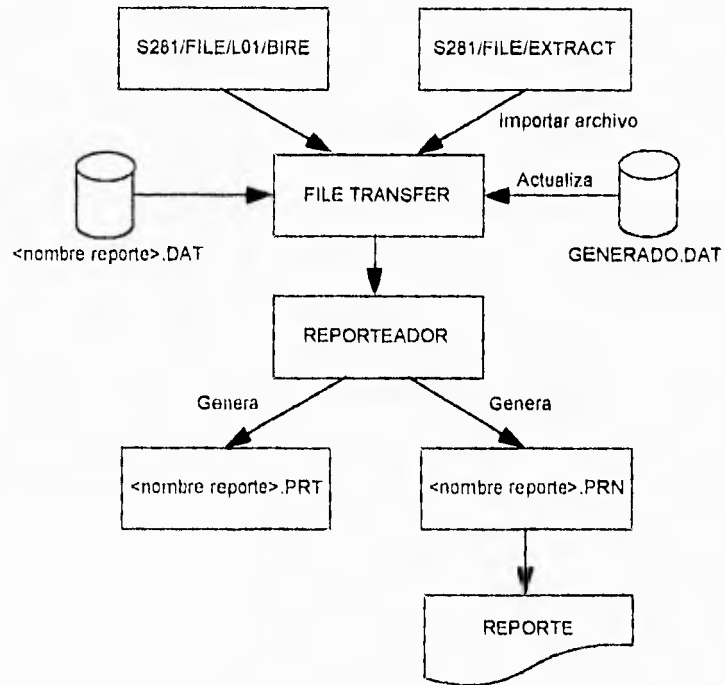 S281/FILE/L01/BIRE
S281/FILE/EXTRACT
Importar archivo
FILE TRANSFER
Actualiza
<nombre reporte>.DAT
GENERADO.DAT
REPORTEADOR
Genera
Genera
<nombre reporte>.PRT
<nombre reporte>.PRN
REPORTE